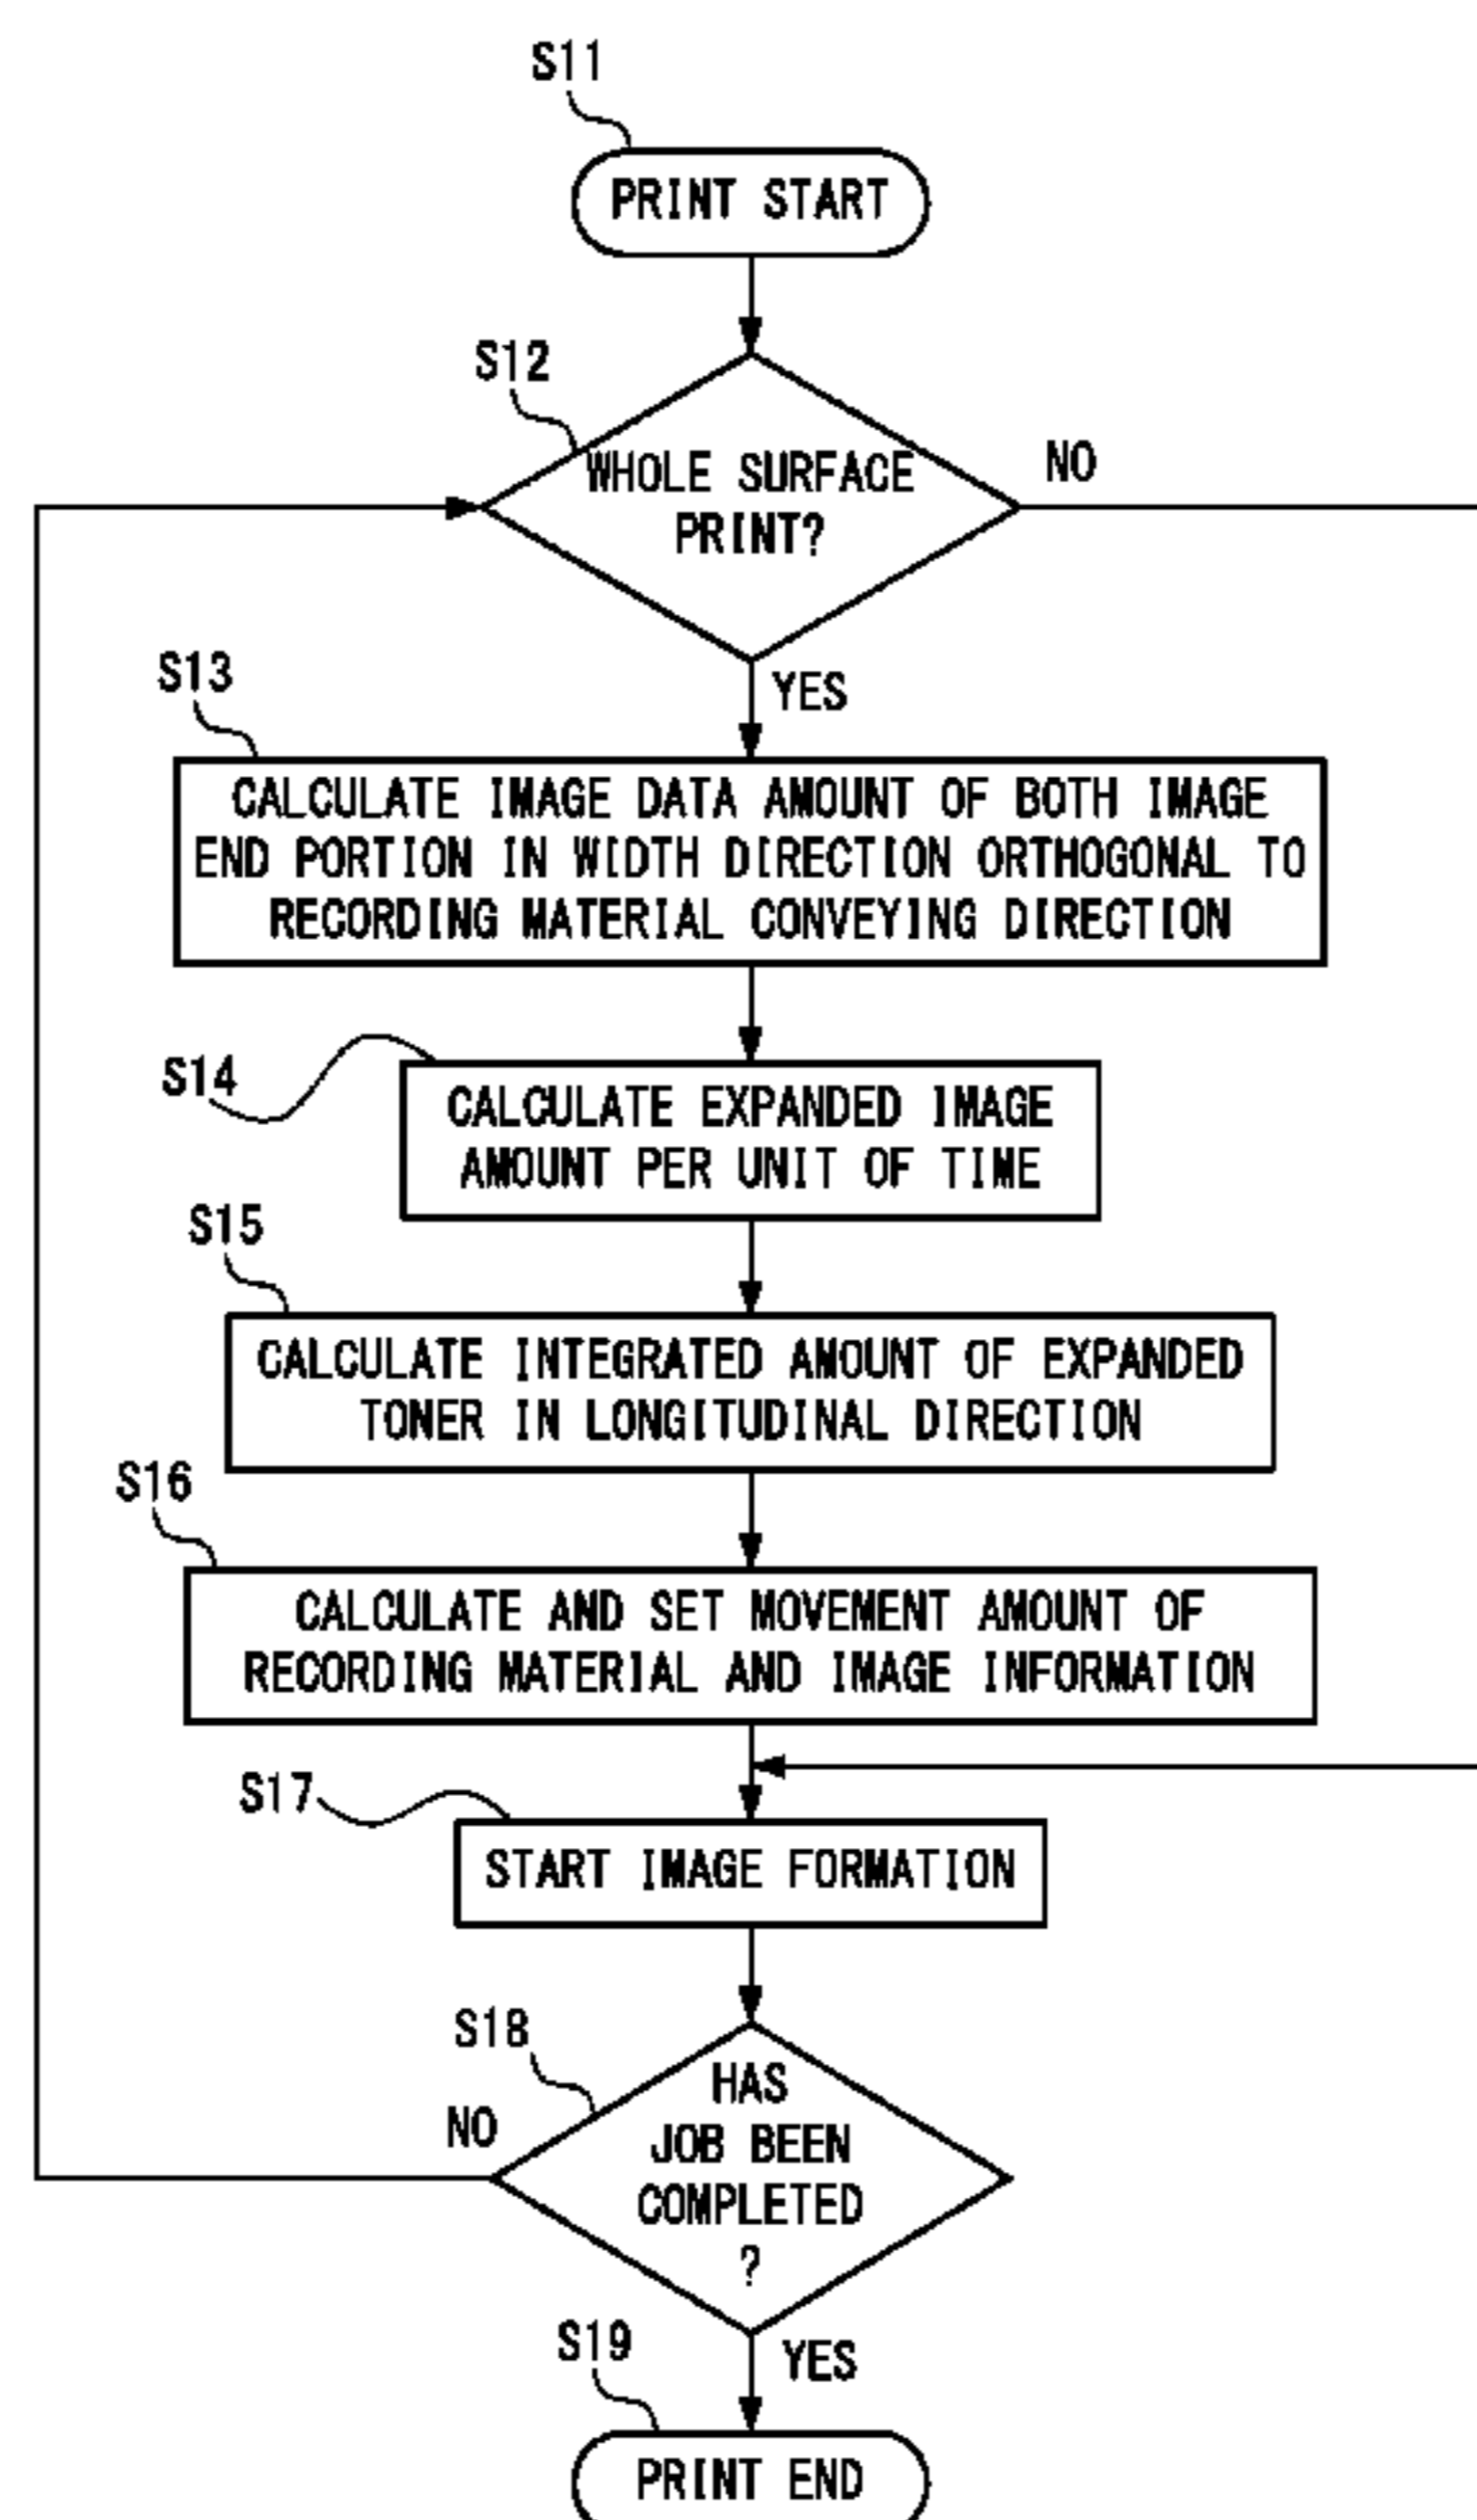 S11
PRINT START
S12
WHOLE SURFACE
PRINT?
NO
YES
S13
CALCULATE IMAGE DATA AMOUNT OF BOTH IMAGE
END PORTION IN WIDTH DIRECTION ORTHOGONAL TO
RECORDING MATERIAL CONVEYING DIRECTION
S14
CALCULATE EXPANDED IMAGE
AMOUNT PER UNIT OF TIME
S15
CALCULATE INTEGRATED AMOUNT OF EXPANDED
TONER IN LONGITUDINAL DIRECTION
S16
CALCULATE AND SET MOVEMENT AMOUNT OF
RECORDING MATERIAL AND IMAGE INFORMATION
S17
START IMAGE FORMATION
S18
HAS
JOB BEEN
COMPLETED
?
NO
YES
S19
PRINT END